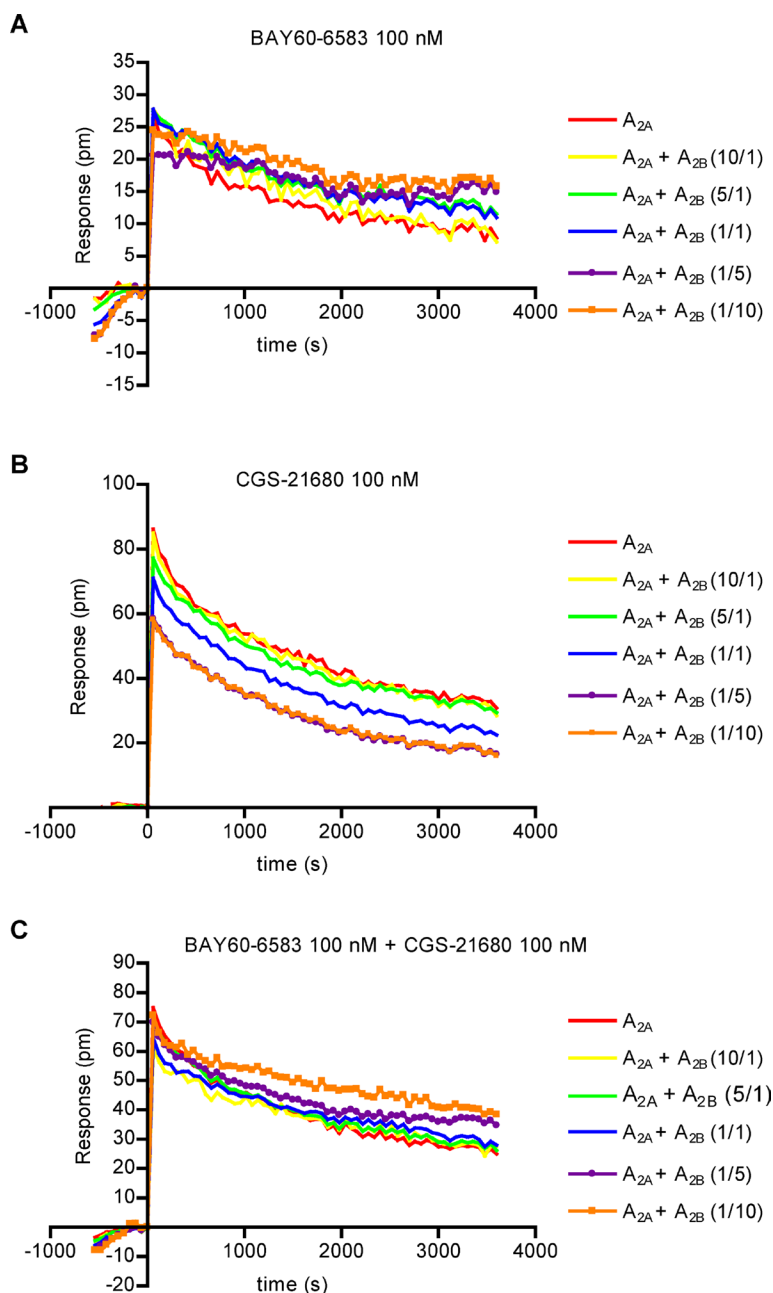 A
BAY60-6583 100 nM
35
30
25
20
15
10
5
0
-5
-10
-15
Response (pm)
-1000 1000 2000 3000 4000
time (s)
A2A
A2A + A2B (10/1)
A2A + A2B (5/1)
A2A + A2B (1/1)
A2A + A2B (1/5)
A2A + A2B (1/10)
B
CGS-21680 100 nM
100
80
60
40
20
Response (pm)
-1000 0 1000 2000 3000 4000
time (s)
A2A
A2A + A2B (10/1)
A2A + A2B (5/1)
A2A + A2B (1/1)
A2A + A2B (1/5)
A2A + A2B (1/10)
C
BAY60-6583 100 nM + CGS-21680 100 nM
90
80
70
60
50
40
30
20
10
0
-10
-20
Response (pm)
-1000 1000 2000 3000 4000
time (s)
A2A
A2A + A2B (10/1)
A2A + A2B (5/1)
A2A + A2B (1/1)
A2A + A2B (1/5)
A2A + A2B (1/10)